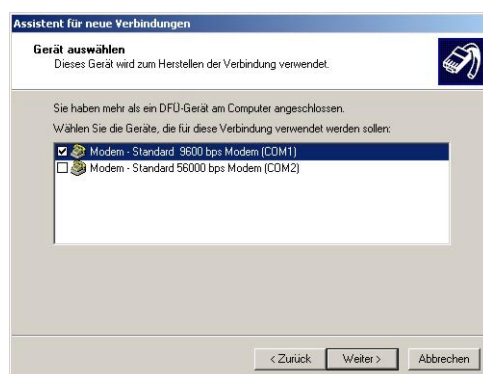 Assistent für neue Verbindungen
Gerät auswählen
Dieses Gerät wird zum Herstellen der Verbindung verwendet.
Sie haben mehr als ein DFÜ-Gerät am Computer angeschlossen.
Wählen Sie die Geräte, die für diese Verbindung verwendet werden sollen:
Modem - Standard 9600 bps Modem (COM1)
Modem - Standard 56000 bps Modem (COM2)
< Zurück Weiter > Abbrechen